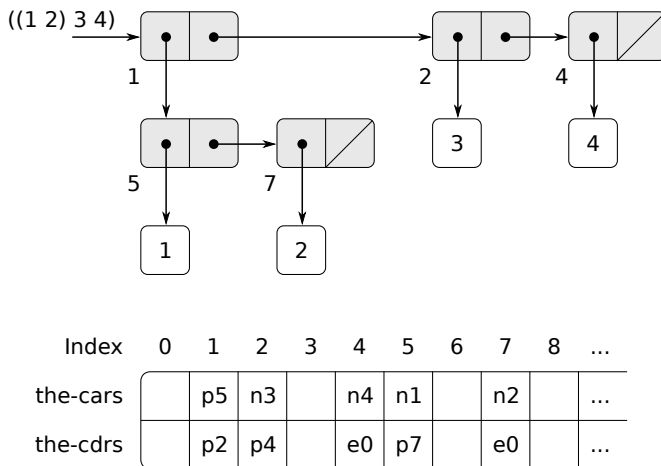 ((1 2) 3 4)
1 2 4
3 4
5 7
1 2
Index 0 1 2 3 4 5 6 7 8 ...
the-cars p5 n3 n4 n1 n2 ...
the-cdrs p2 p4 e0 p7 e0 ...